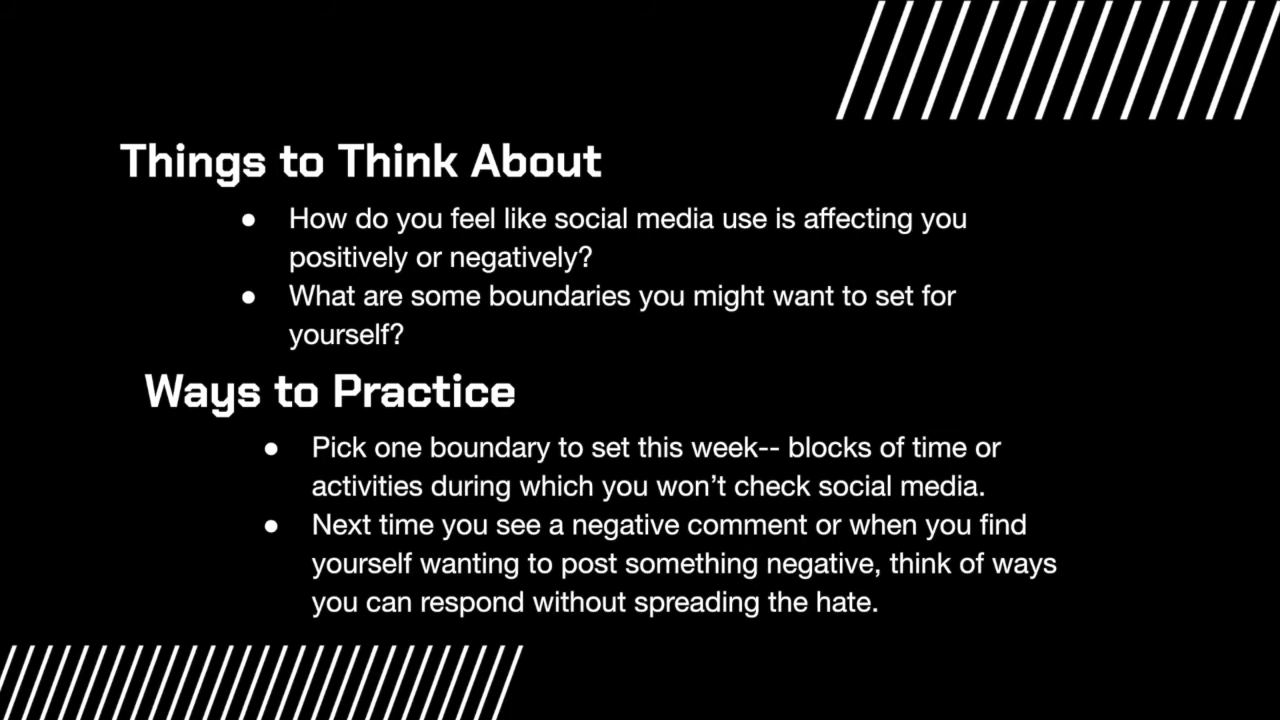 Things to Think About
● How do you feel like social media use is affecting you
positively or negatively?
● What are some boundaries you might want to set for
yourself?
Ways to Practice
● Pick one boundary to set this week-- blocks of time or
activities during which you won’t check social media.
● Next time you see a negative comment or when you find
yourself wanting to post something negative, think of ways
you can respond without spreading the hate.